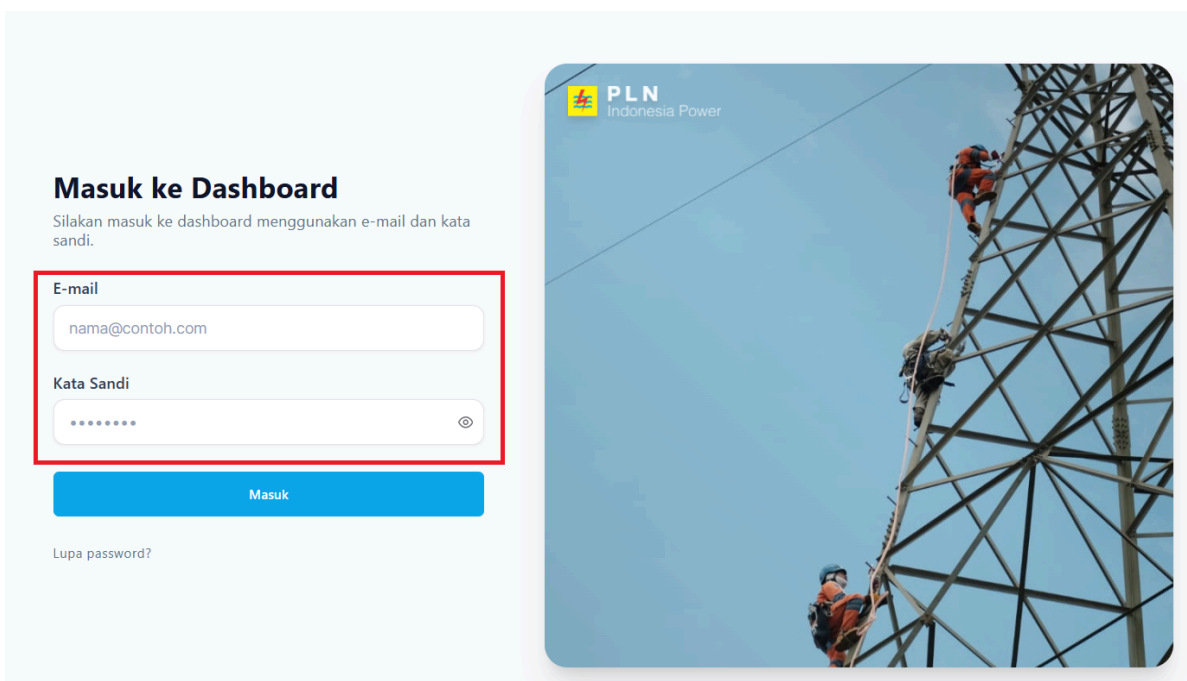 PLN
Indonesia Power
Masuk ke Dashboard
Silakan masuk ke dashboard menggunakan e-mail dan kata
sandi.
E-mail
nama@contoh.com
Kata Sandi
••••••••
Masuk
Lupa password?